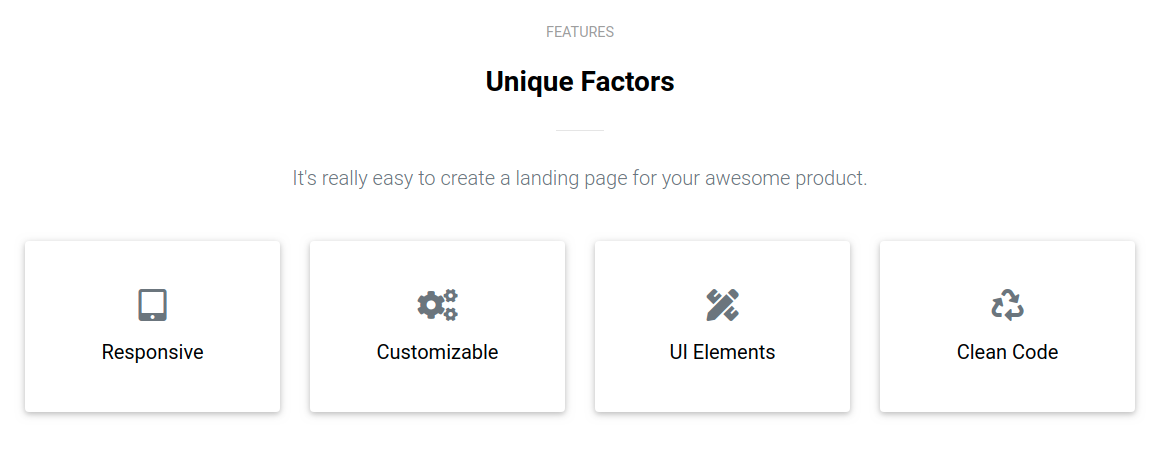 FEATURES
Unique Factors
It's really easy to create a landing page for your awesome product.
Responsive
Customizable
UI Elements
Clean Code